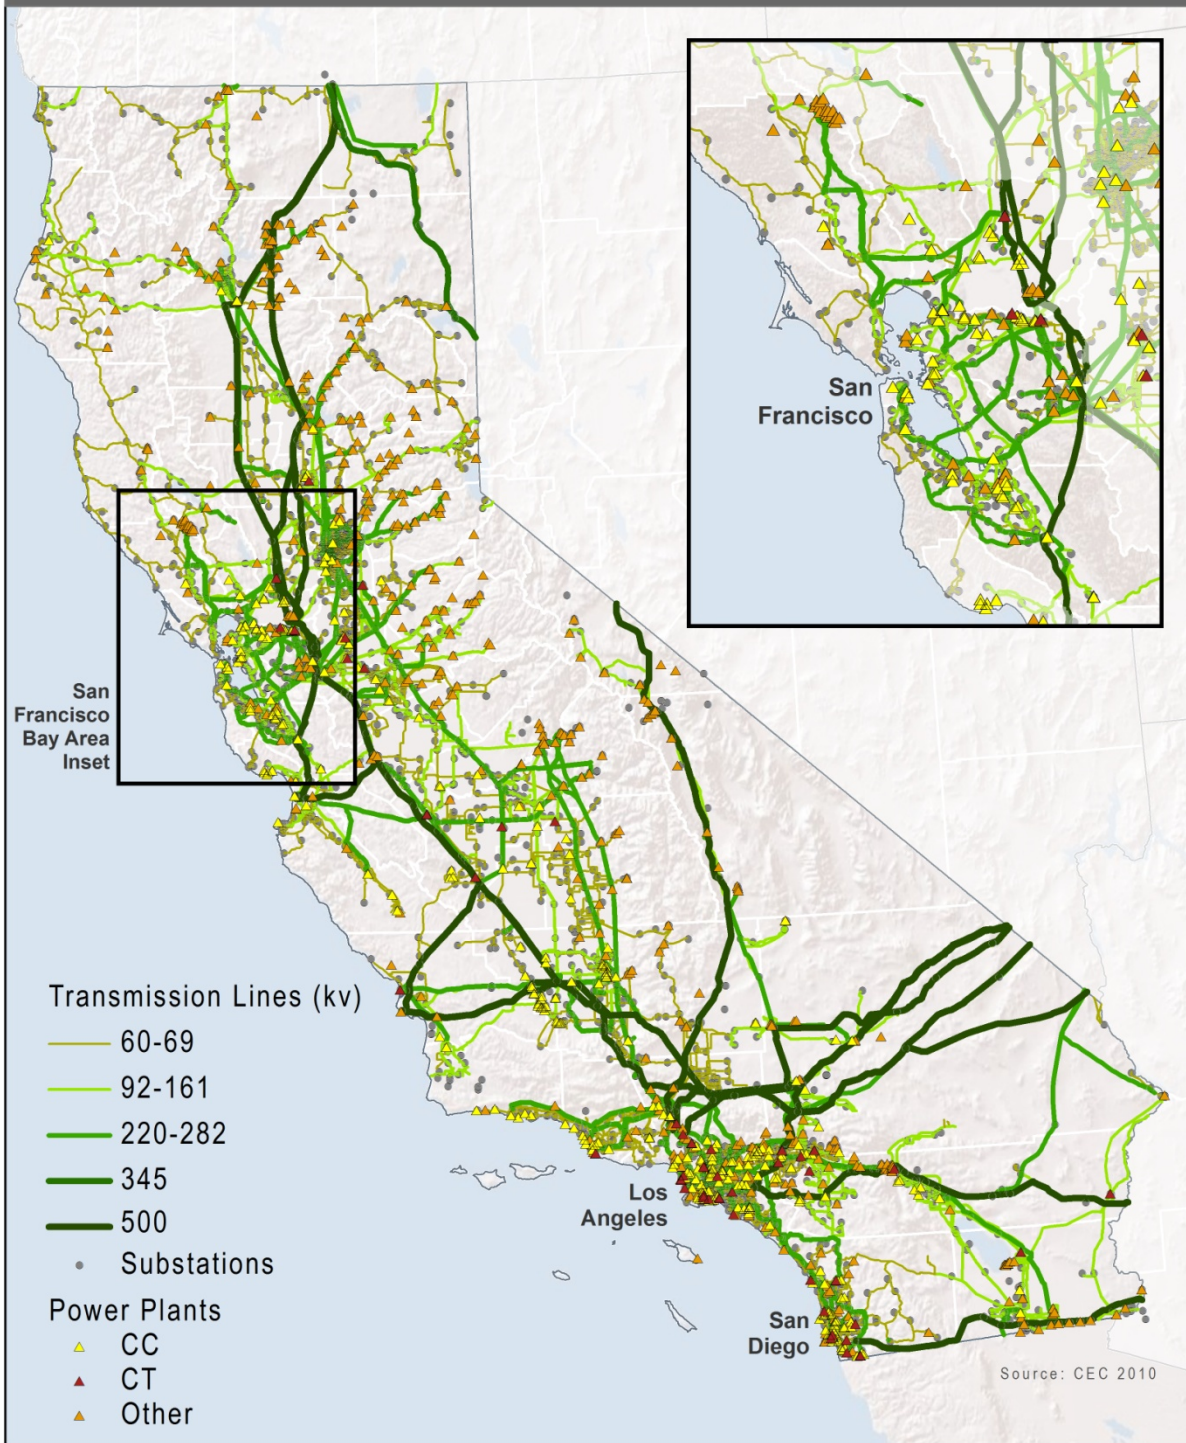 San
Francisco
San
Francisco
Bay Area
Inset
Transmission Lines (kv)
60-69
92-161
220-282
345
500
Substations
Power Plants
CC
CT
Other
Los
Angeles
San
Diego
Source: CEC 2010